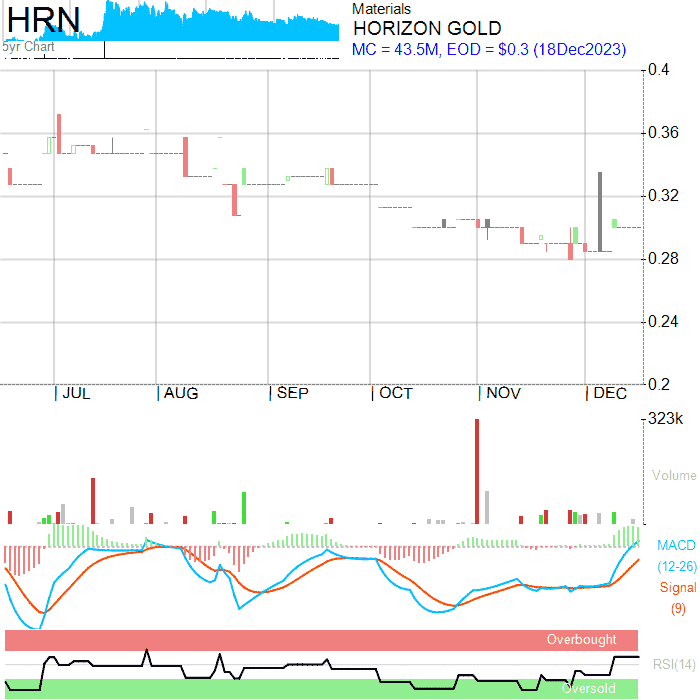 HRN
5yr Chart
Materials
HORIZON GOLD
MC = 43.5M, EOD = $0.3 (18Dec2023)
0.4
0.36
0.32
0.28
0.24
0.2
JUL
AUG
SEP
OCT
NOV
DEC
323k
Volume
MACD
(12-26)
Signal
(9)
Overbought
RSI(14)
Oversold